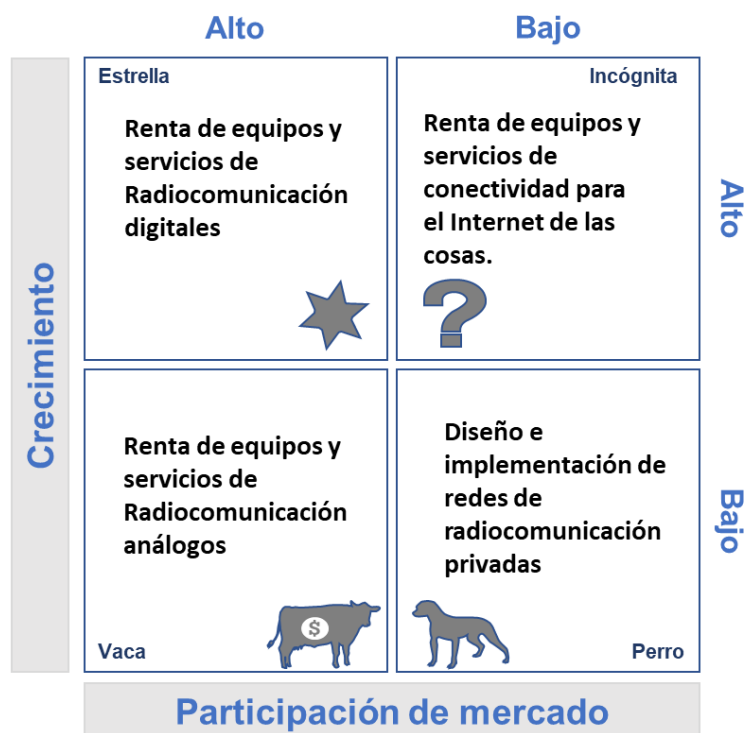 Alto
Bajo
Crecimiento
Estrella
Renta de equipos y
servicios de
Radiocomunicación
digitales
Incógnita
Renta de equipos y
servicios de
conectividad para
el Internet de las
cosas.
?
Alto
Renta de equipos y
servicios de
Radiocomunicación
análogos
$
Vaca
Diseño e
implementación de
redes de
radiocomunicación
privadas
Perro
Bajo
Participación de mercado